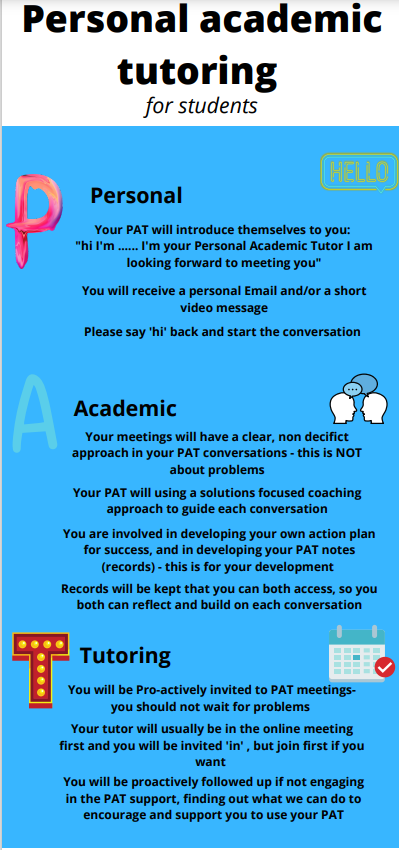 Personal academic
tutoring
for students
HELLO
P
Personal
Your PAT will introduce themselves to you:
"hi I'm ...... I'm your Personal Academic Tutor I am
looking forward to meeting you"
You will receive a personal Email and/or a short
video message
Please say 'hi' back and start the conversation
A
Academic
Your meetings will have a clear, non decifict
approach in your PAT conversations - this is NOT
about problems
Your PAT will using a solutions focused coaching
approach to guide each conversation
You are involved in developing your own action plan
for success, and in developing your PAT notes
(records) - this is for your development
Records will be kept that you can both access, so you
both can reflect and build on each conversation
T
Tutoring
You will be Pro-actively invited to PAT meetings-
you should not wait for problems
Your tutor will usually be in the online meeting
first and you will be invited 'in' , but join first if you
want
You will be proactively followed up if not engaging
in the PAT support, finding out what we can do to
encourage and support you to use your PAT